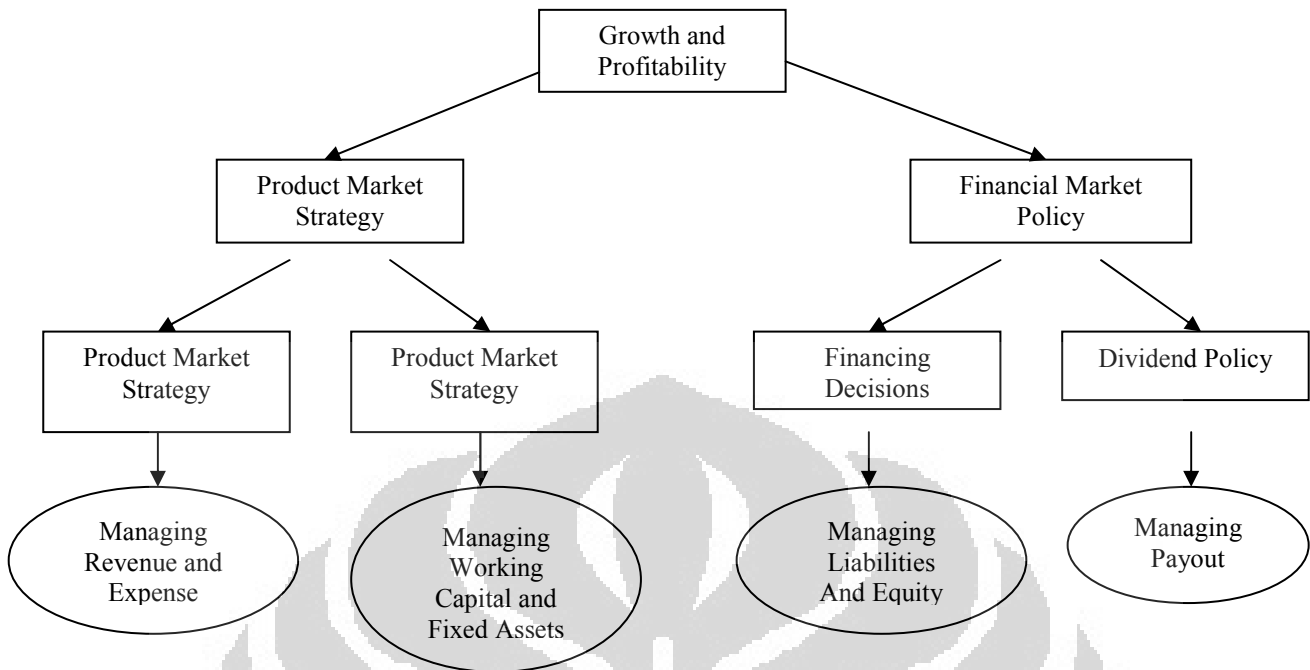 Growth and
Profitability
Product Market
Strategy
Financial Market
Policy
Product Market
Strategy
Product Market
Strategy
Financing
Decisions
Dividend Policy
Managing
Revenue and
Expense
Managing
Working
Capital and
Fixed Assets
Managing
Liabilities
And Equity
Managing
Payout